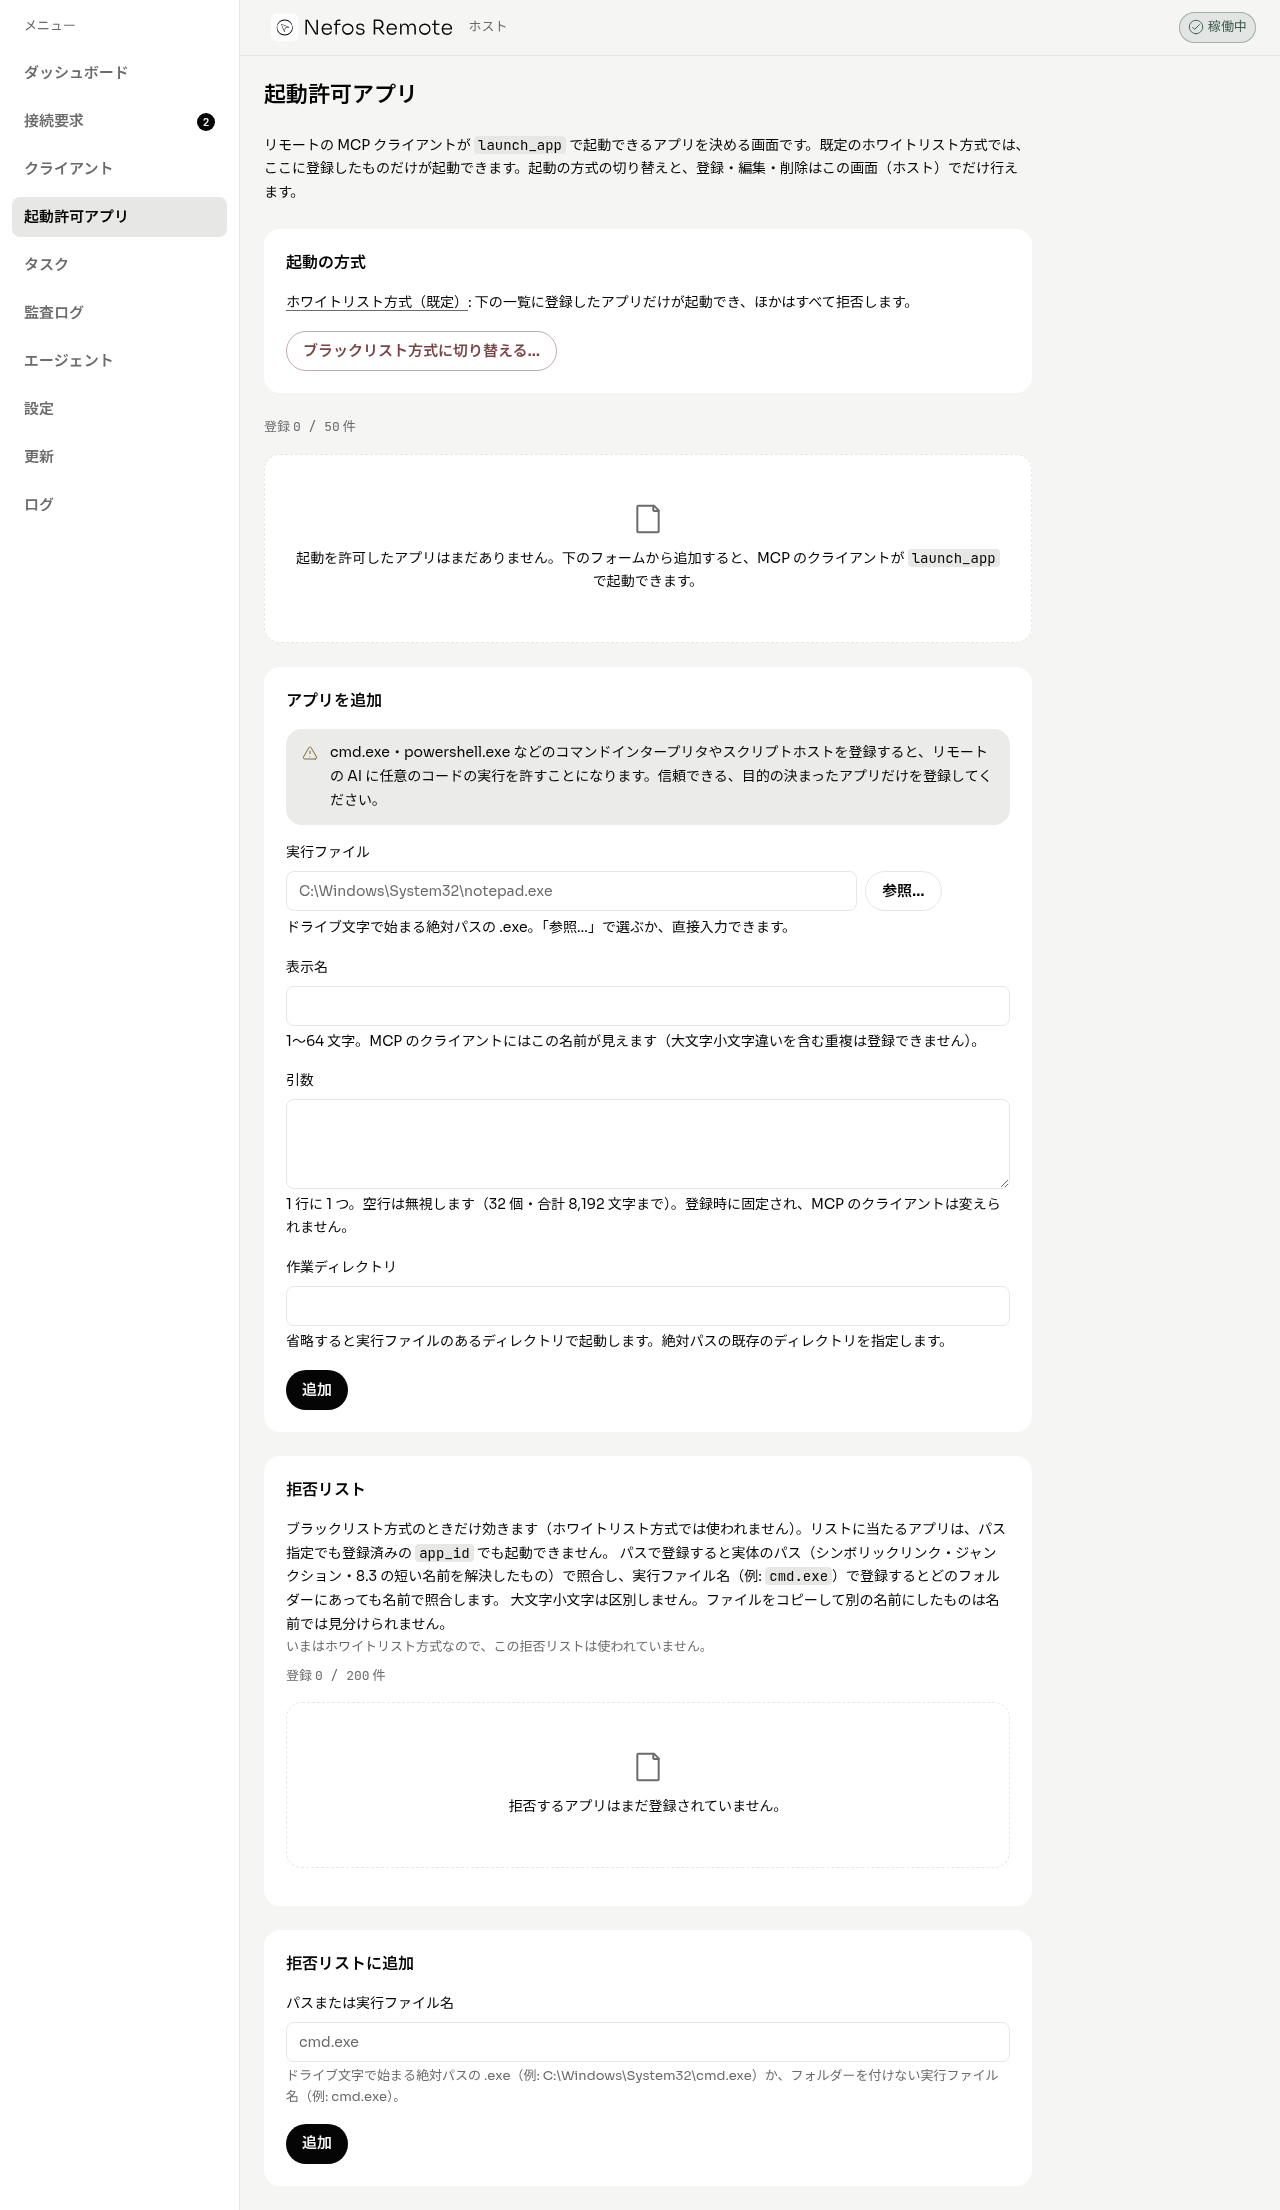 メニュー
ダッシュボード
接続要求
2
クライアント
起動許可アプリ
タスク
監査ログ
エージェント
設定
更新
ログ
Nefos Remote ホスト
稼働中
起動許可アプリ
リモートの MCP クライアントが launch_app で起動できるアプリを決める画面です。既定のホワイトリスト方式では、
ここに登録したものだけが起動できます。起動の方式の切り替えと、登録・編集・削除はこの画面（ホスト）でだけ行え
ます。
起動の方式
ホワイトリスト方式（既定）: 下の一覧に登録したアプリだけが起動でき、ほかはすべて拒否します。
ブラックリスト方式に切り替える...
登録 0 / 50 件
起動を許可したアプリはまだありません。下のフォームから追加すると、MCP のクライアントが launch_app
で起動できます。
アプリを追加
cmd.exe・powershell.exe などのコマンドインタープリタやスクリプトホストを登録すると、リモート
の AI に任意のコードの実行を許すことになります。信頼できる、目的の決まったアプリだけを登録してく
ださい。
実行ファイル
C:\Windows\System32\notepad.exe
参照...
ドライブ文字で始まる絶対パスの .exe。「参照...」で選ぶか、直接入力できます。
表示名
1〜64 文字。MCP のクライアントにはこの名前が見えます（大文字小文字違いを含む重複は登録できません）。
引数
1 行に 1 つ。空行は無視します（32 個・合計 8,192 文字まで）。登録時に固定され、MCP のクライアントは変えら
れません。
作業ディレクトリ
省略すると実行ファイルのあるディレクトリで起動します。絶対パスの既存のディレクトリを指定します。
追加
拒否リスト
ブラックリスト方式のときだけ効きます（ホワイトリスト方式では使われません）。リストに当たるアプリは、パス
指定でも登録済みの app_id でも起動できません。 パスで登録すると実体のパス（シンボリックリンク・ジャン
クション・8.3 の短い名前を解決したもの）で照合し、実行ファイル名（例: cmd.exe ）で登録するとどのフォル
ダーにあっても名前で照合します。 大文字小文字は区別しません。ファイルをコピーして別の名前にしたものは名
前では見分けられません。
いまはホワイトリスト方式なので、この拒否リストは使われていません。
登録 0 / 200 件
拒否するアプリはまだ登録されていません。
拒否リストに追加
パスまたは実行ファイル名
cmd.exe
ドライブ文字で始まる絶対パスの .exe（例: C:\Windows\System32\cmd.exe）か、フォルダーを付けない実行ファイル
名（例: cmd.exe）。
追加